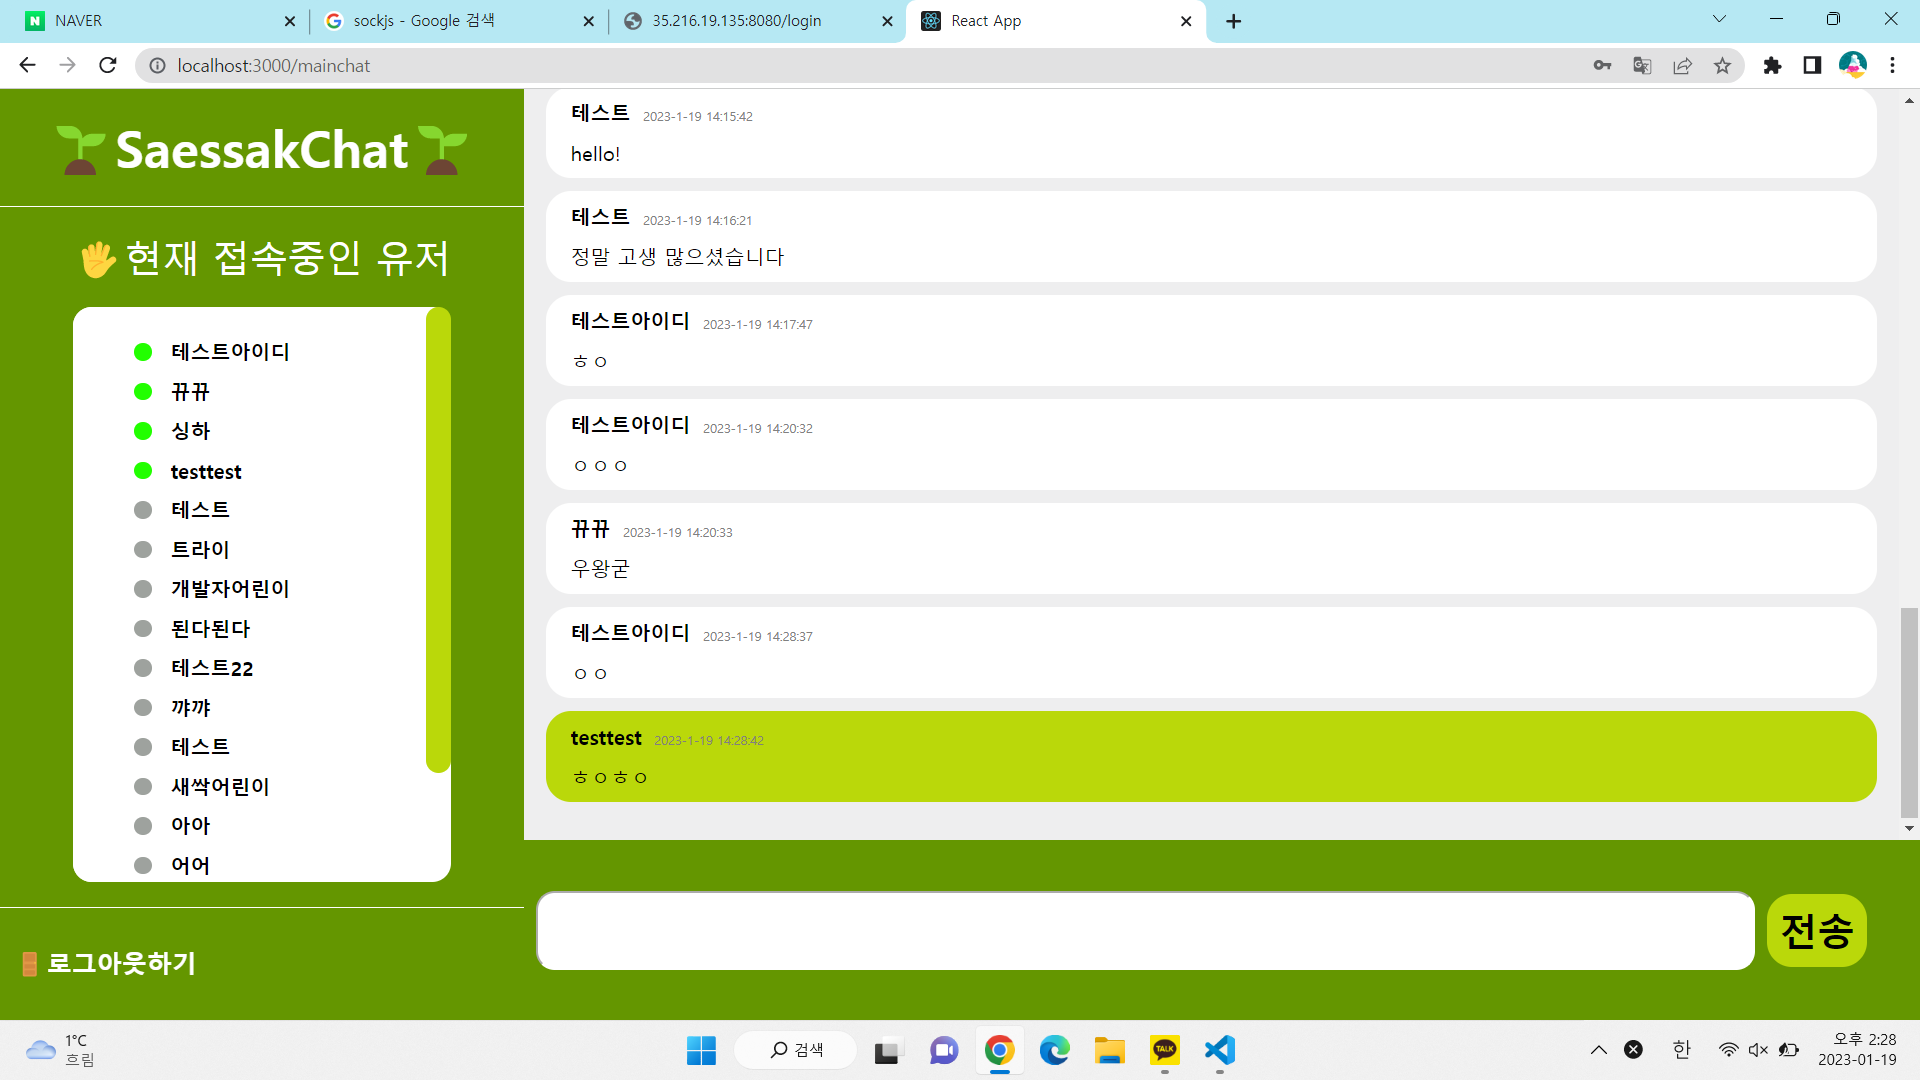 NAVER
sockjs - Google 검색
35.216.19.135:8080/login
React App
localhost:3000/mainchat
SaessakChat
현재 접속중인 유저
테스트아이디
뀨뀨
싱하
testtest
테스트
트라이
개발자어린이
된다된다
테스트22
꺄꺄
테스트
새싹어린이
아아
어어
로그아웃하기
테스트 2023-1-19 14:15:42
hello!
테스트 2023-1-19 14:16:21
정말 고생 많으셨습니다
테스트아이디 2023-1-19 14:17:47
ㅎㅇ
테스트아이디 2023-1-19 14:20:32
ㅇㅇㅇ
뀨뀨 2023-1-19 14:20:33
우왕굳
테스트아이디 2023-1-19 14:28:37
ㅇㅇ
testtest 2023-1-19 14:28:42
ㅎㅇㅎㅇ
전송
1°C
흐림
검색
TALK
한
오후 2:28
2023-01-19